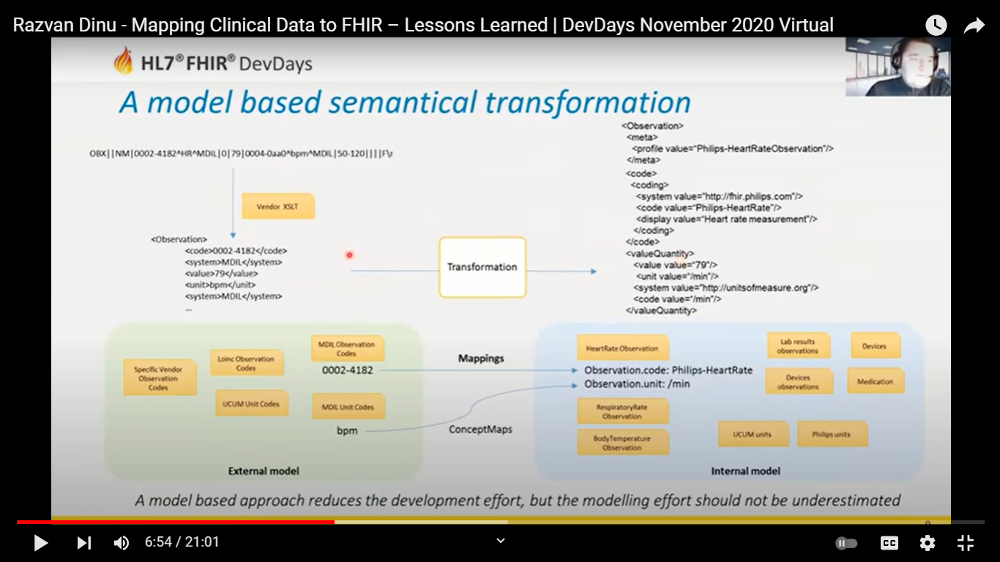 Razvan Dinu - Mapping Clinical Data to FHIR – Lessons Learned | DevDays November 2020 Virtual
HL7® FHIR® DevDays
A model based semantical transformation
OBX||NM|0002-4182^HR^MDIL|0|79|0004-0aa0^bpm^MDIL|50-120||||F\r
Vendor XSLT
<Observation>
<code>0002-4182</code>
<system>MDIL</system>
<value>79</value>
<unit>bpm</unit>
<system>MDIL</system>
...
Transformation
<Observation>
<meta>
<profile value="Philips-HeartRateObservation"/>
</meta>
<code>
<coding>
<system value="http://fhir.philips.com"/>
<code value="Philips-HeartRate"/>
<display value="Heart rate measurement"/>
</coding>
</code>
<valueQuantity>
<value value="79"/>
<unit value="/min"/>
<system value="http://unitsofmeasure.org"/>
<code value="/min"/>
</valueQuantity>
Specific Vendor
Observation
Codes
Loinc Observation
Codes
UCUM Unit Codes
MDIL Observation
Codes
0002-4182
MDIL Unit Codes
bpm
External model
Mappings
ConceptMaps
HeartRate Observation
Observation.code: Philips-HeartRate
Observation.unit: /min
RespiratoryRate
Observation
BodyTemperature
Observation
Lab results
observations
Devices
Devices
observations
Medication
UCUM units
Philips units
Internal model
A model based approach reduces the development effort, but the modelling effort should not be underestimated
6:54 / 21:01
CC